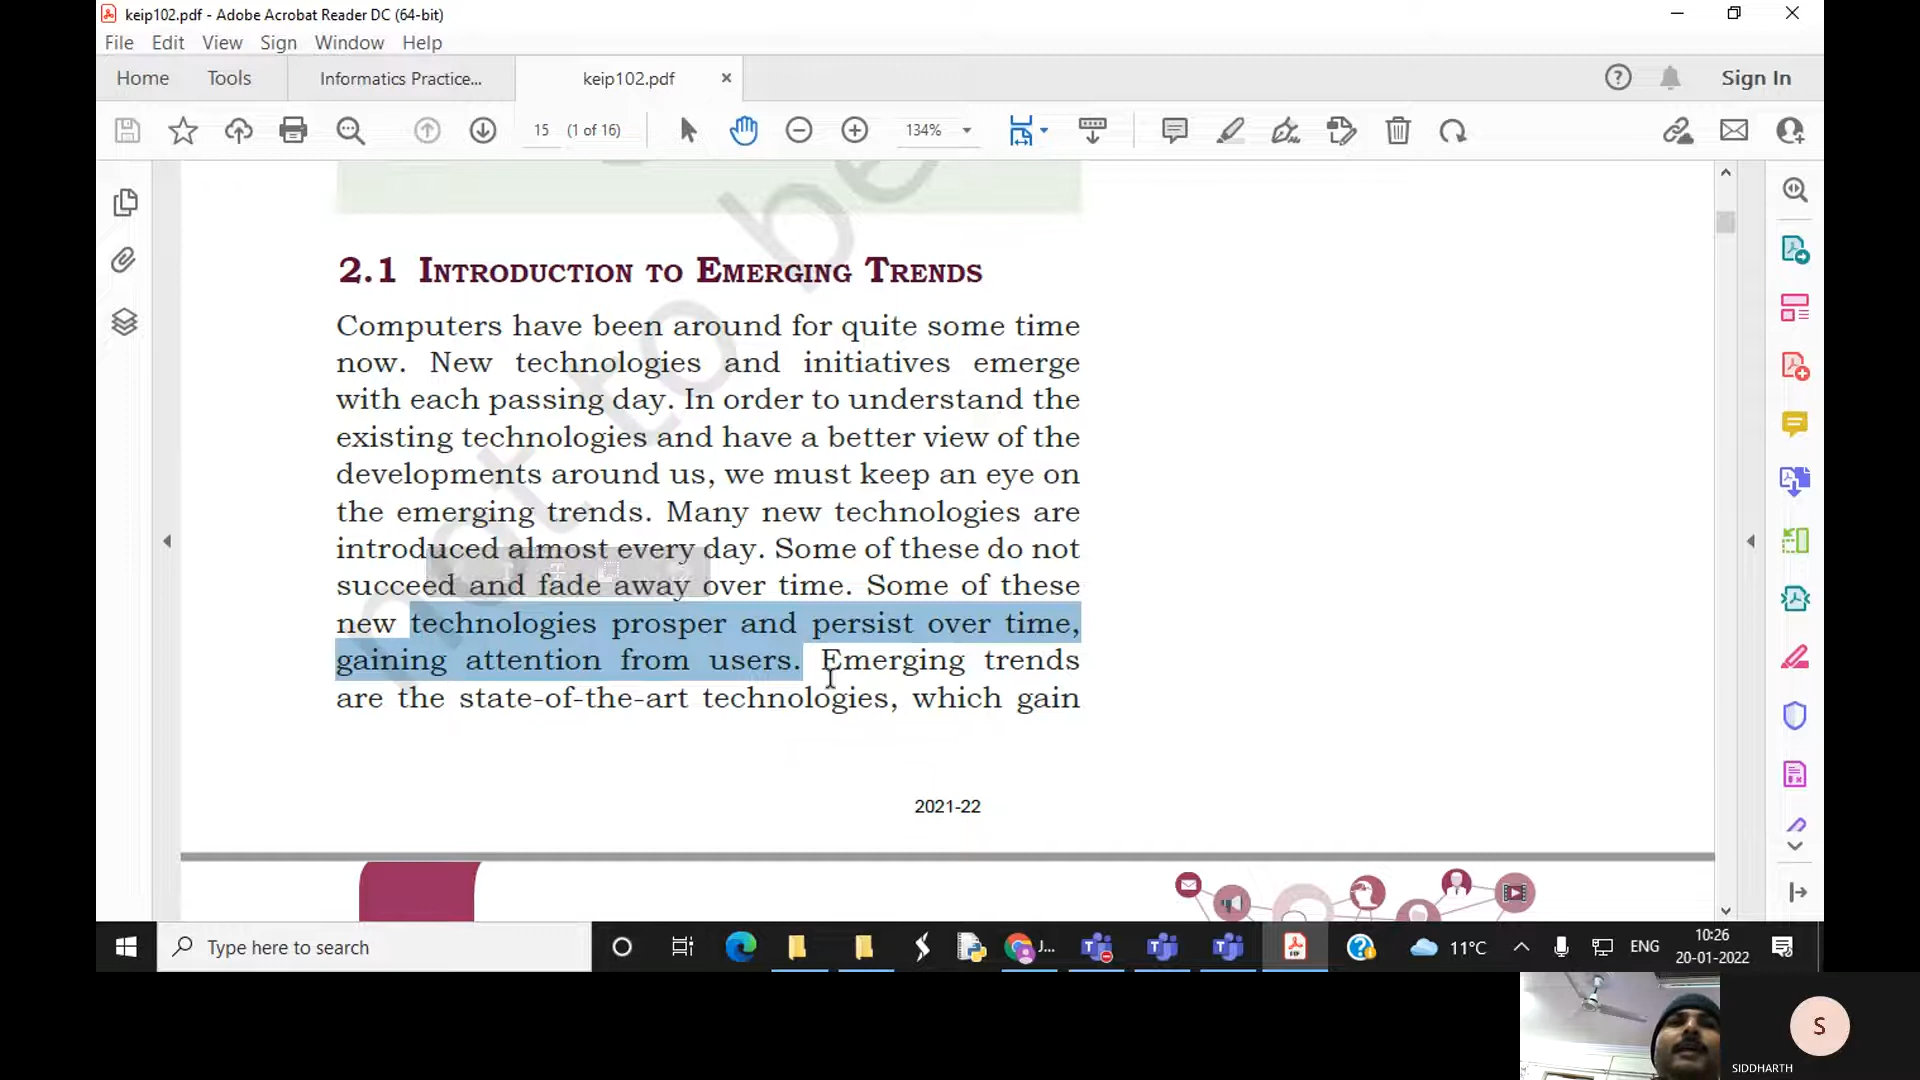 keip102.pdf - Adobe Acrobat Reader DC (64-bit)
File Edit View Sign Window Help
Home Tools Informatics Practice... keip102.pdf Sign In
15 (1 of 16) 134%
not to be
2.1 INTRODUCTION TO EMERGING TRENDS
Computers have been around for quite some time
now. New technologies and initiatives emerge
with each passing day. In order to understand the
existing technologies and have a better view of the
developments around us, we must keep an eye on
the emerging trends. Many new technologies are
introduced almost every day. Some of these do not
succeed and fade away over time. Some of these
new technologies prosper and persist over time,
gaining attention from users. Emerging trends
are the state-of-the-art technologies, which gain
2021-22
Type here to search J... 11°C ENG 10:26
20-01-2022
S
SIDDHARTH